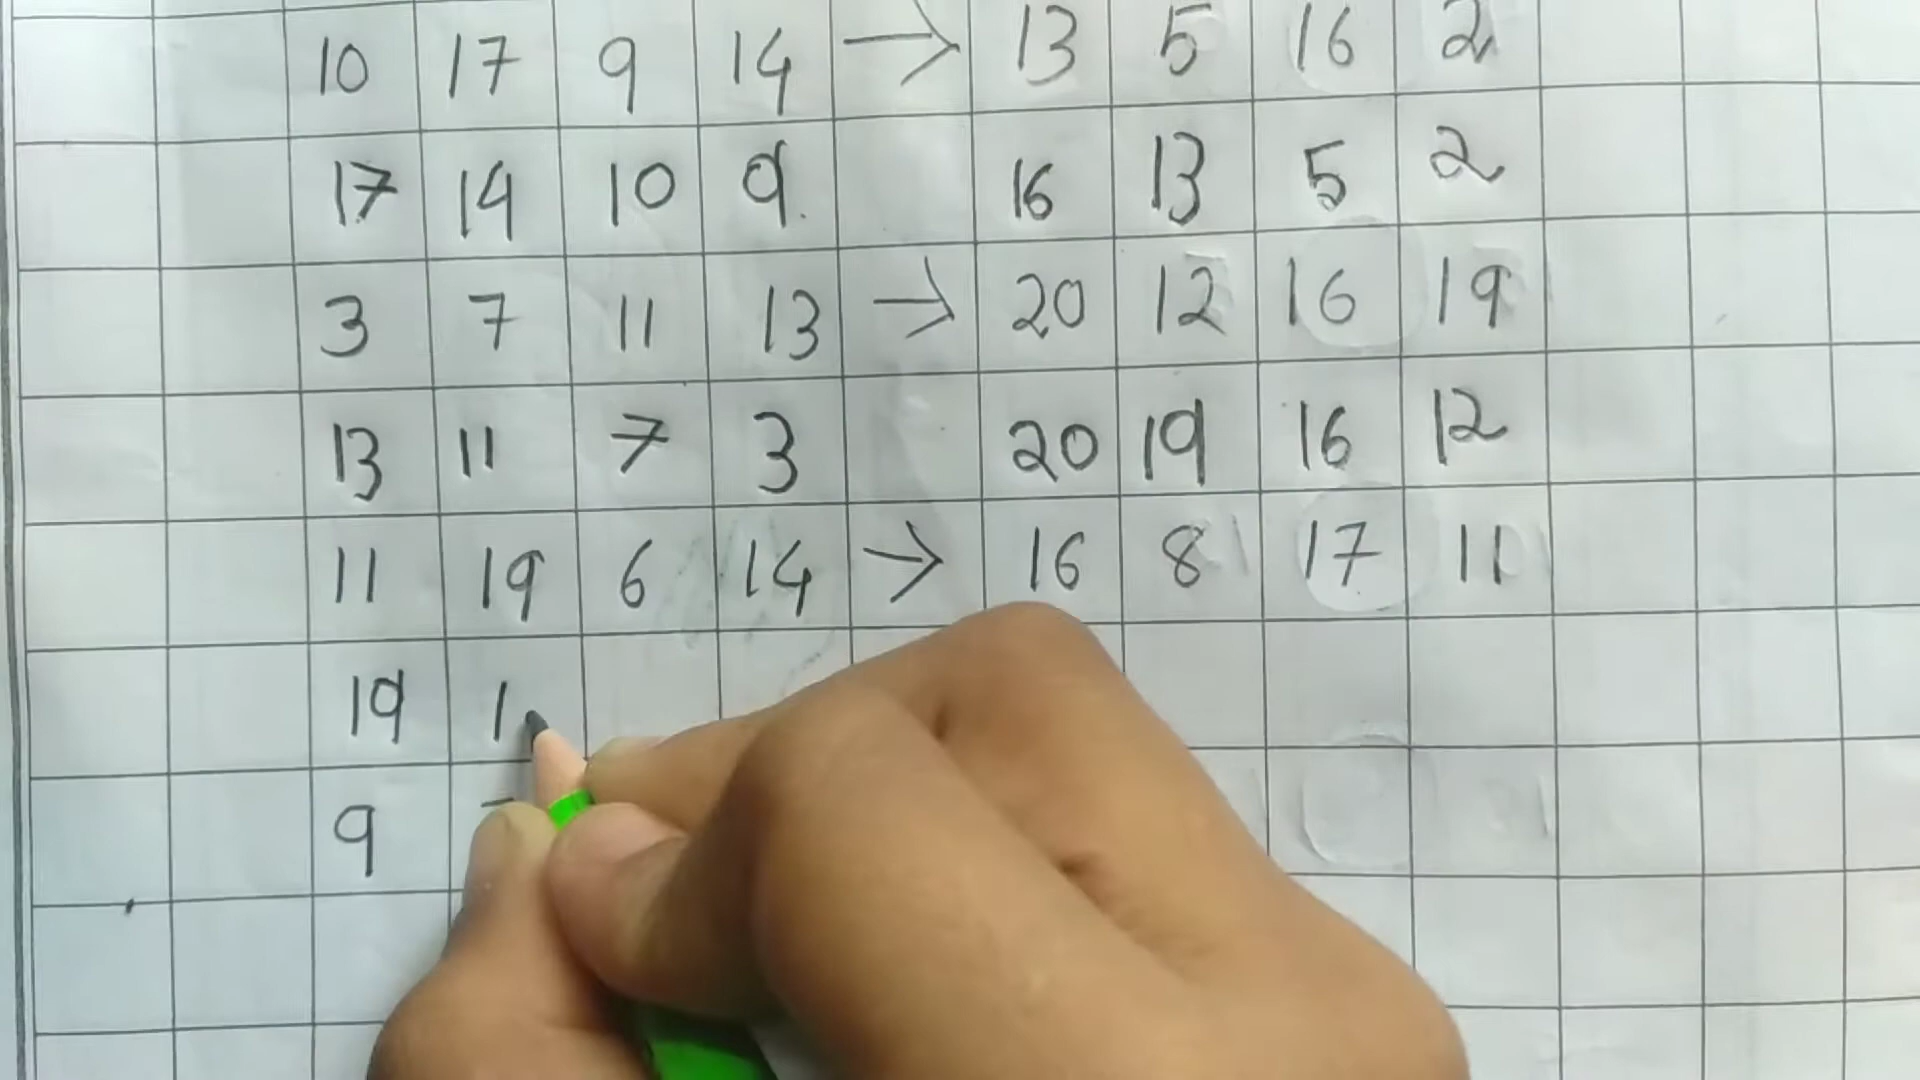 10 17 9 14 → 13 5 16 2
17 14 10 9 16 13 5 2
3 7 11 13 → 20 12 16 19
13 11 7 3 20 19 16 12
11 19 6 14 → 16 8 17 11
19 1
9